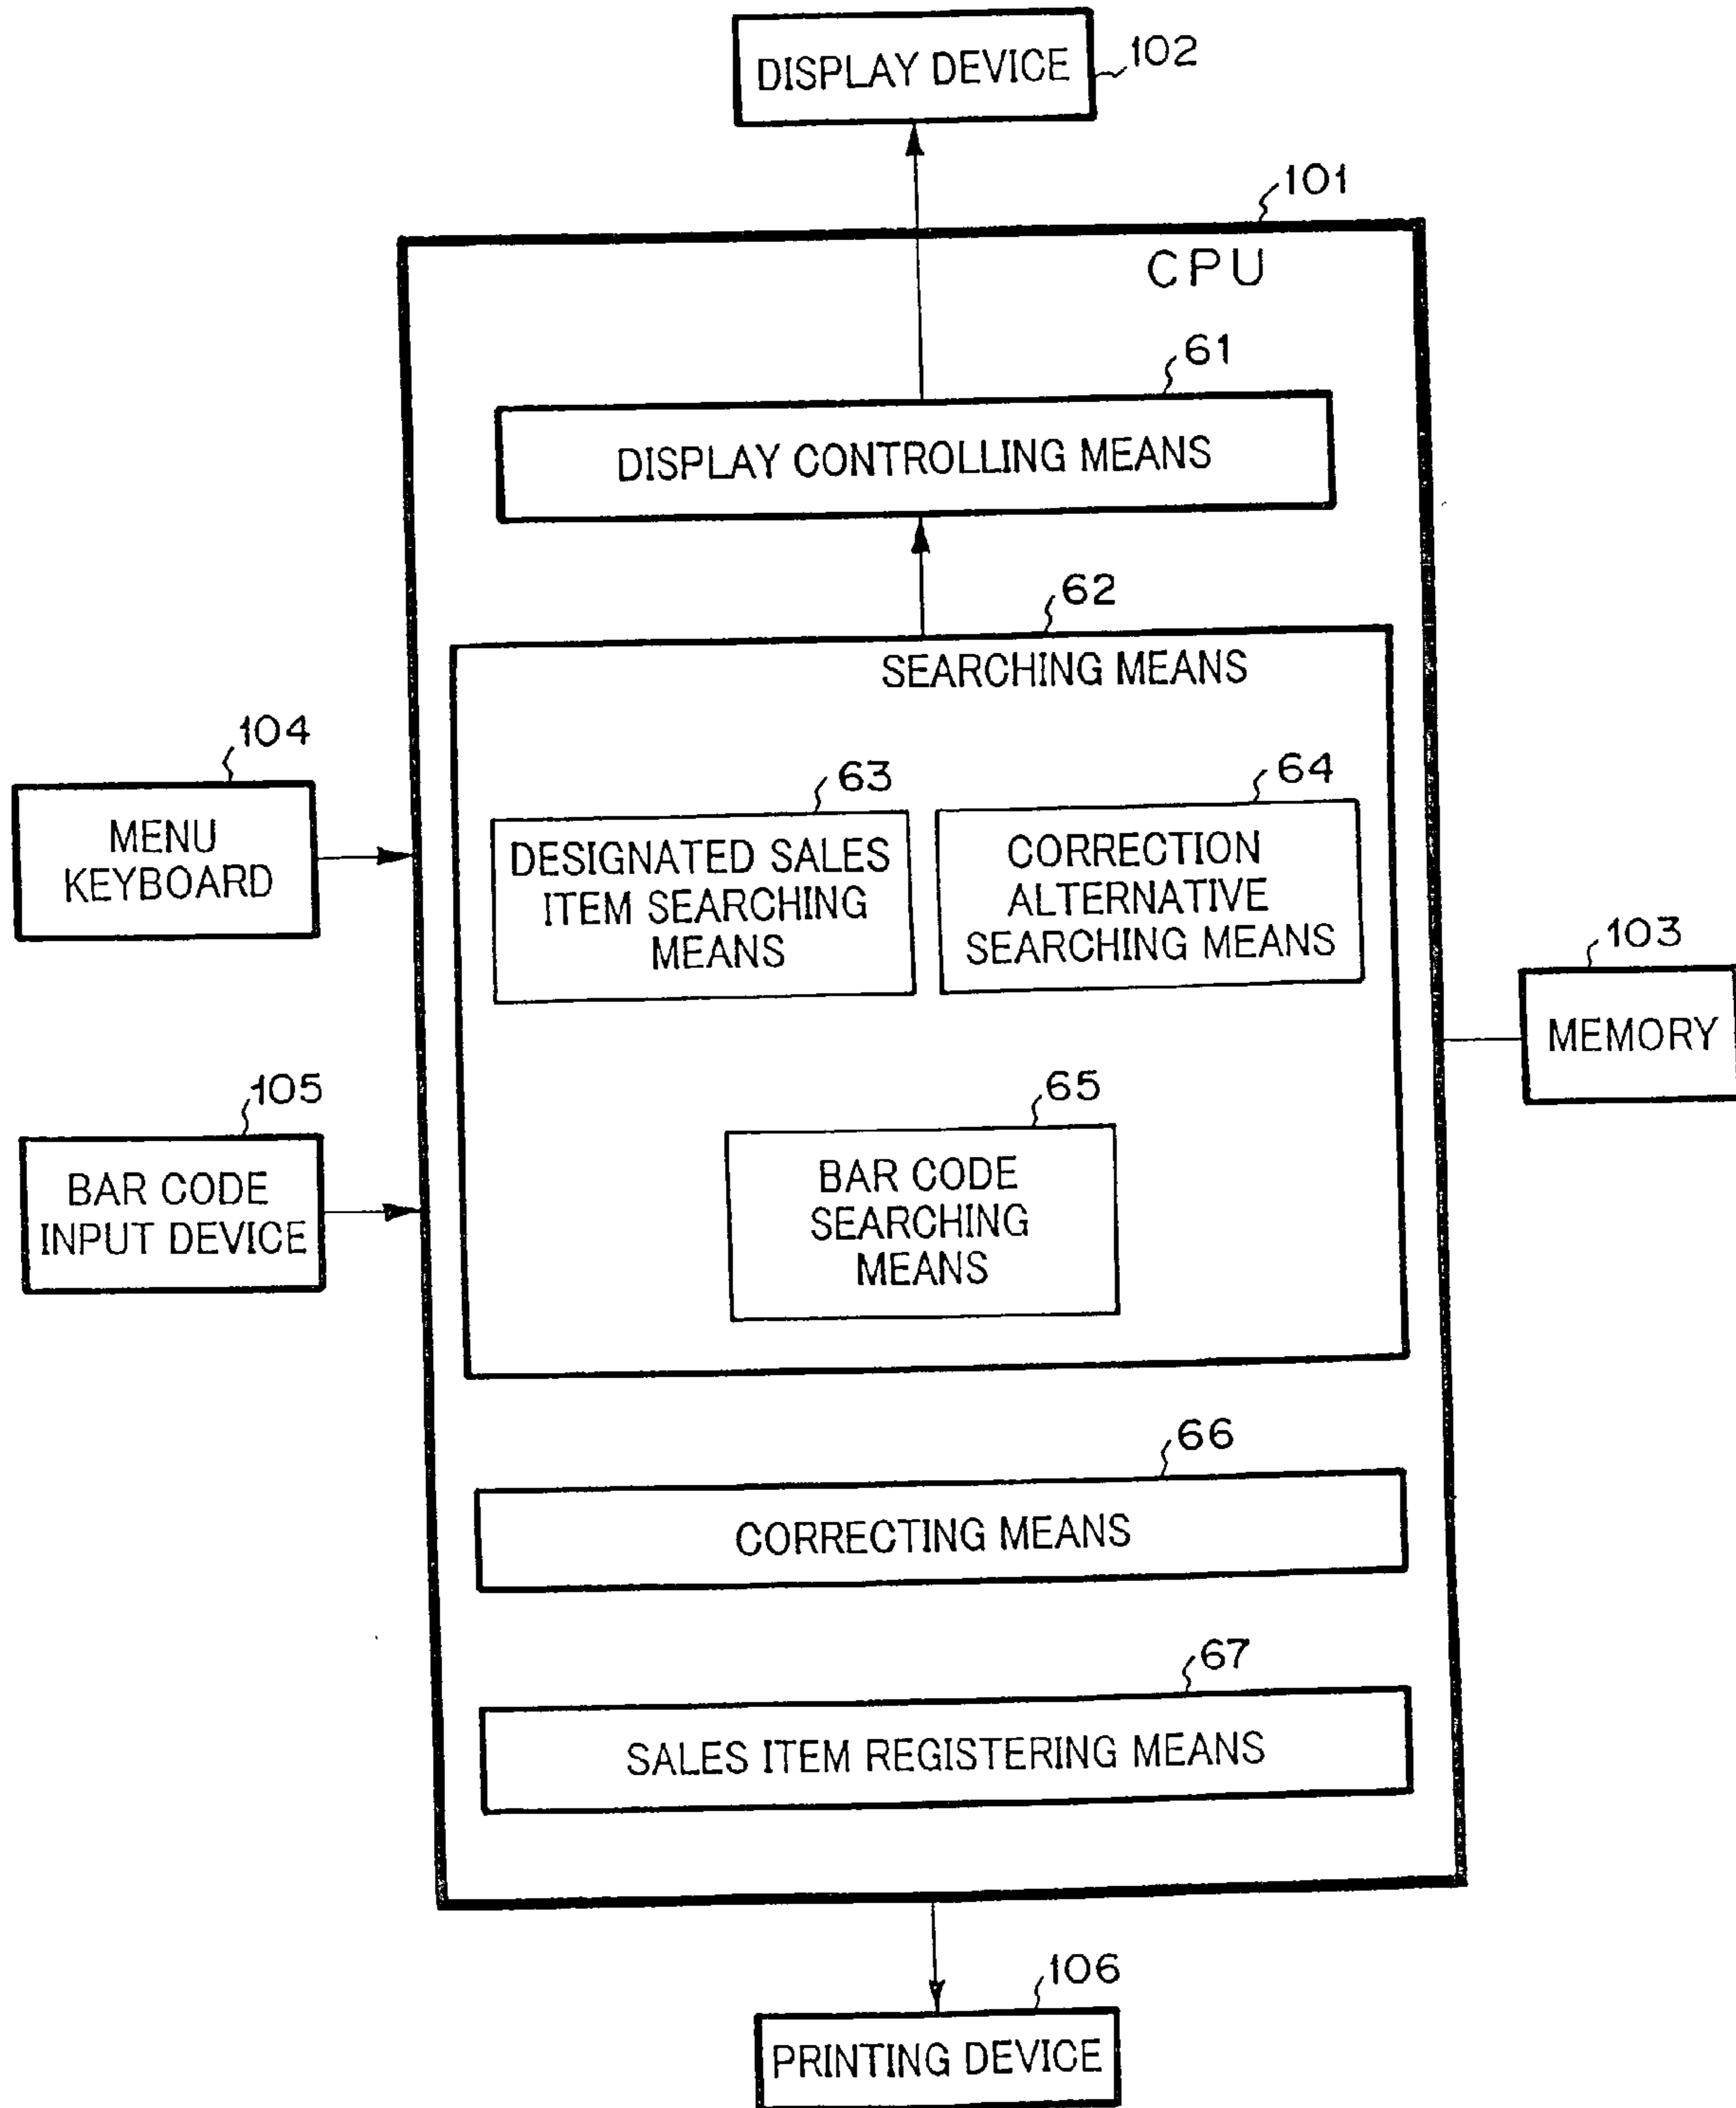 DISPLAY DEVICE
102
101
CPU
61
DISPLAY CONTROLLING MEANS
62
SEARCHING MEANS
104
MENU
KEYBOARD
63
DESIGNATED SALES
ITEM SEARCHING
MEANS
64
CORRECTION
ALTERNATIVE
SEARCHING MEANS
103
MEMORY
105
BAR CODE
INPUT DEVICE
65
BAR CODE
SEARCHING
MEANS
66
CORRECTING MEANS
67
SALES ITEM REGISTERING MEANS
106
PRINTING DEVICE